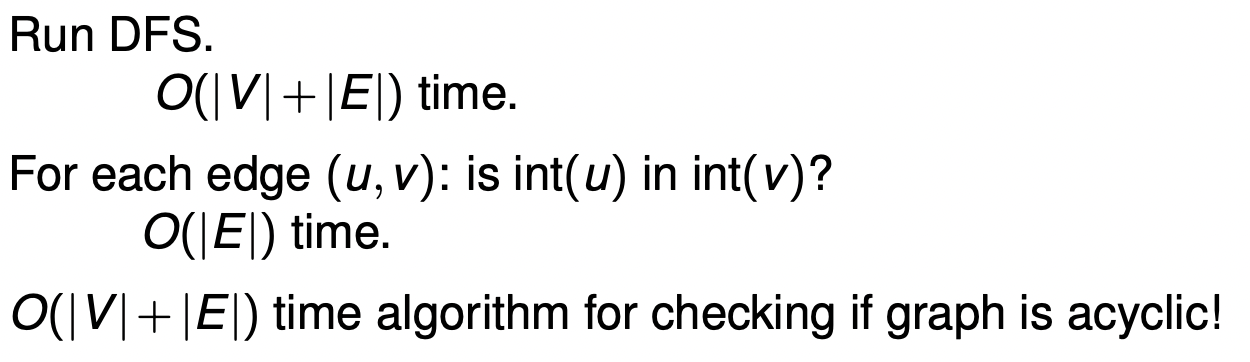 Run DFS.
O(|V|+|E|) time.
For each edge (u, v): is int(u) in int(v)?
O(|E|) time.
O(|V|+|E|) time algorithm for checking if graph is acyclic!